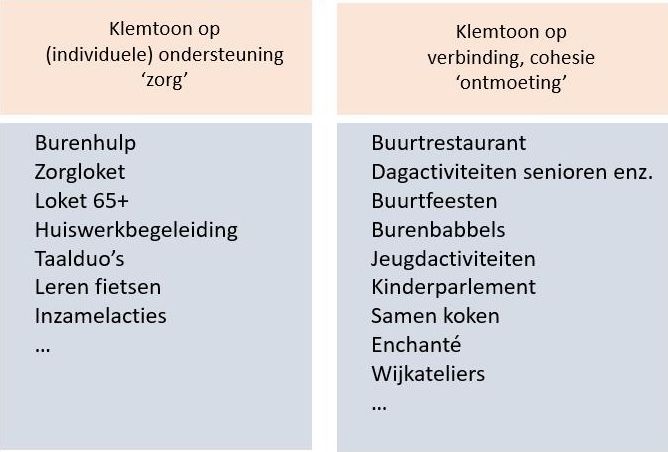 Klemtoon op
(individuele) ondersteuning
‘zorg’
Burenhulp
Zorgloket
Loket 65+
Huiswerkbegeleiding
Taalduo’s
Leren fietsen
Inzamelacties
...
Klemtoon op
verbinding, cohesie
‘ontmoeting’
Buurtrestaurant
Dagactiviteiten senioren enz.
Buurtfeesten
Burenbabbels
Jeugdactiviteiten
Kinderparlement
Samen koken
Enchanté
Wijkateliers
...